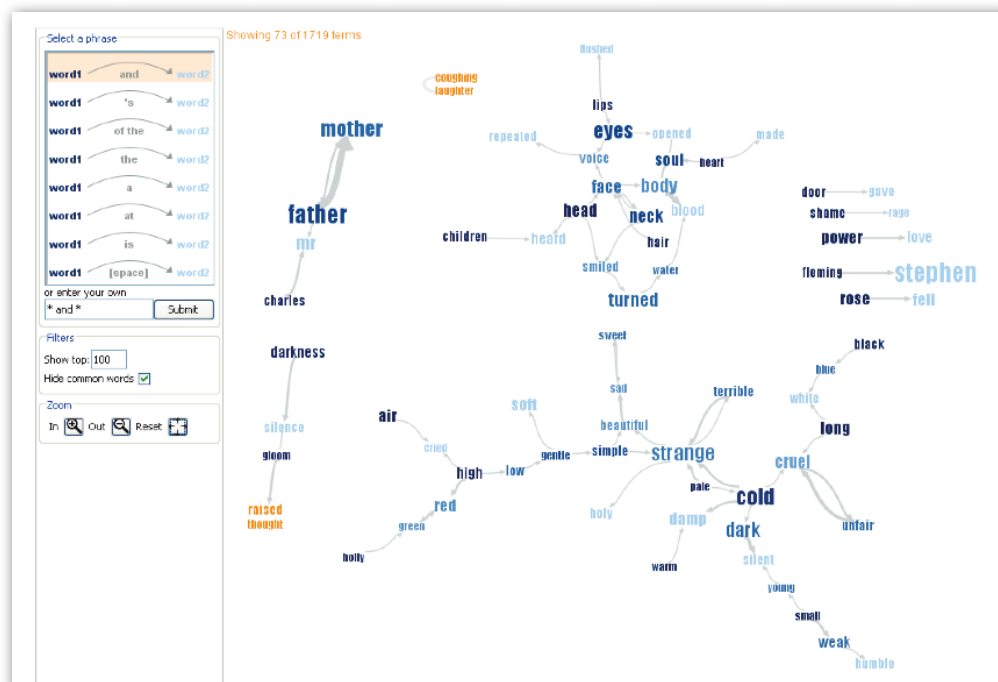 Select a phrase
word1 and word2
word1 's word2
word1 of the word2
word1 the word2
word1 a word2
word1 at word2
word1 is word2
word1 [space] word2
or enter your own
* and * Submit
Filters
Show top: 100
Hide common words
Zoom
In Out Reset
Showing 73 of 1719 terms
flushed
coughing
laughter
lips
mother
eyes
repeated
opened
made
voice
soul
heart
face
body
door
gave
father
head
neck
blood
shame
rage
mr
children
heard
hair
power
love
smiled
water
fleming
stephen
charles
turned
rose
fell
darkness
sweet
black
sad
blue
terrible
white
air
soft
silence
beautiful
long
gloom
cried
gentle
simple
strange
high
low
cruel
pale
cold
raised
thought
red
holy
damp
dark
unfair
green
holly
warm
silent
young
small
weak
humble